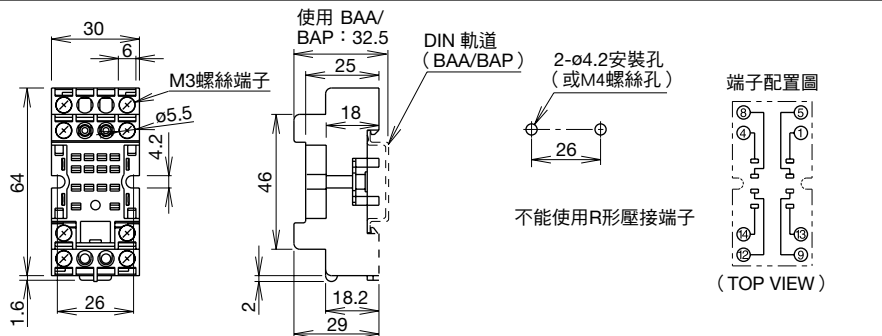 30
6
M3螺絲端子
ø5.5
4.2
64
1.6
26
使用 BAA/
BAP：32.5
25
18
46
2
18.2
29
DIN 軌道
（BAA/BAP）
2-ø4.2安裝孔
（或M4螺絲孔）
26
不能使用R形壓接端子
端子配置圖
⑧ ⑤
④ ①
⑭ ⑬
⑫ ⑨
（TOP VIEW）